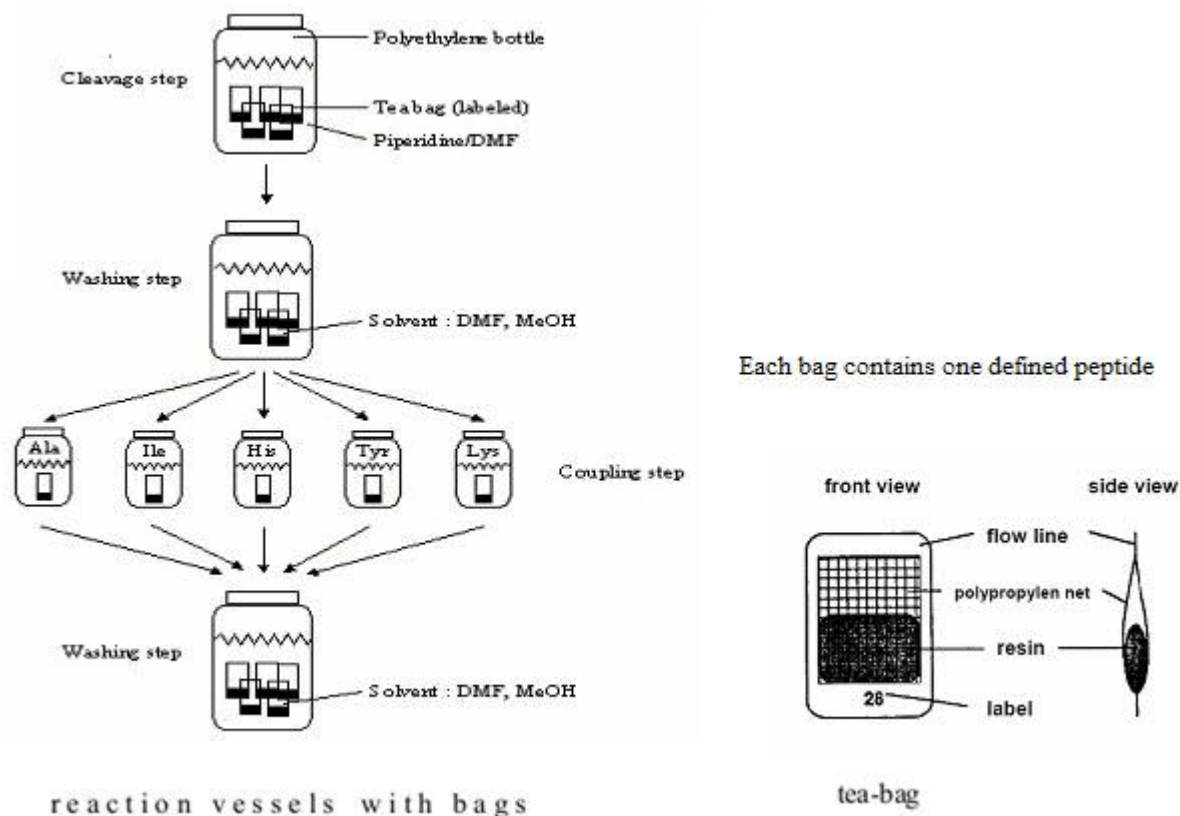 Polyethylene bottle
Cleavage step
Teabag (labeled)
Piperidine/DMF
Washing step
Solvent : DMF, MeOH
Each bag contains one defined peptide
Ala
Ile
His
Tyr
Lys
Coupling step
front view
side view
flow line
polypropylen net
Washing step
resin
Solvent : DMF, MeOH
28
label
reaction vessels with bags
tea-bag